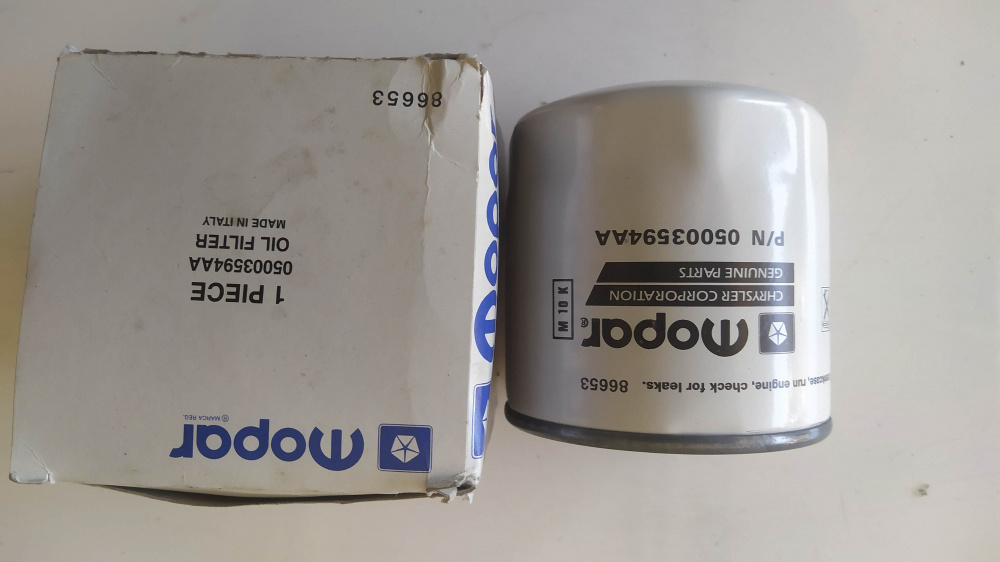 mopar
® MARCA REG.
1 PIECE
05003594AA
OIL FILTER
MADE IN ITALY
86653
mopar
run engine, check for leaks. 86653
mopar®
CHRYSLER CORPORATION
GENUINE PARTS
M 10 K
P/N 05003594AA